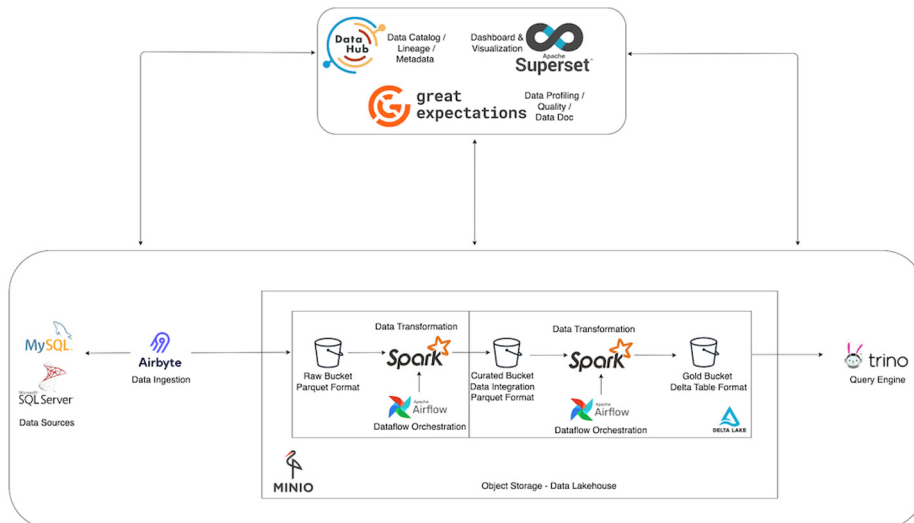 Data
Hub
Data Catalog /
Lineage /
Metadata
Dashboard &
Visualization
Apache
Superset™
great
expectations
Data Profiling /
Quality /
Data Doc
MySQL
Microsoft
SQL Server
Data Sources
Airbyte
Data Ingestion
Raw Bucket
Parquet Format
Data Transformation
Spark
Apache
Airflow
Dataflow Orchestration
Curated Bucket
Data Integration
Parquet Format
Data Transformation
Spark
Apache
Airflow
Dataflow Orchestration
Gold Bucket
Delta Table Format
DELTA LAKE
MINIO
Object Storage - Data Lakehouse
trino
Query Engine